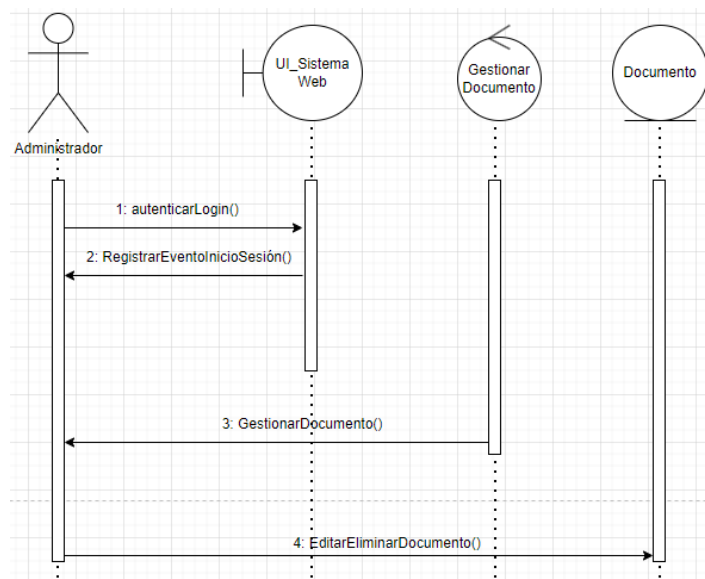 UI_Sistema
Web
Gestionar
Documento
Documento
Administrador
1: autenticarLogin()
2: RegistrarEventoInicioSesión()
3: GestionarDocumento()
4: EditarEliminarDocumento()